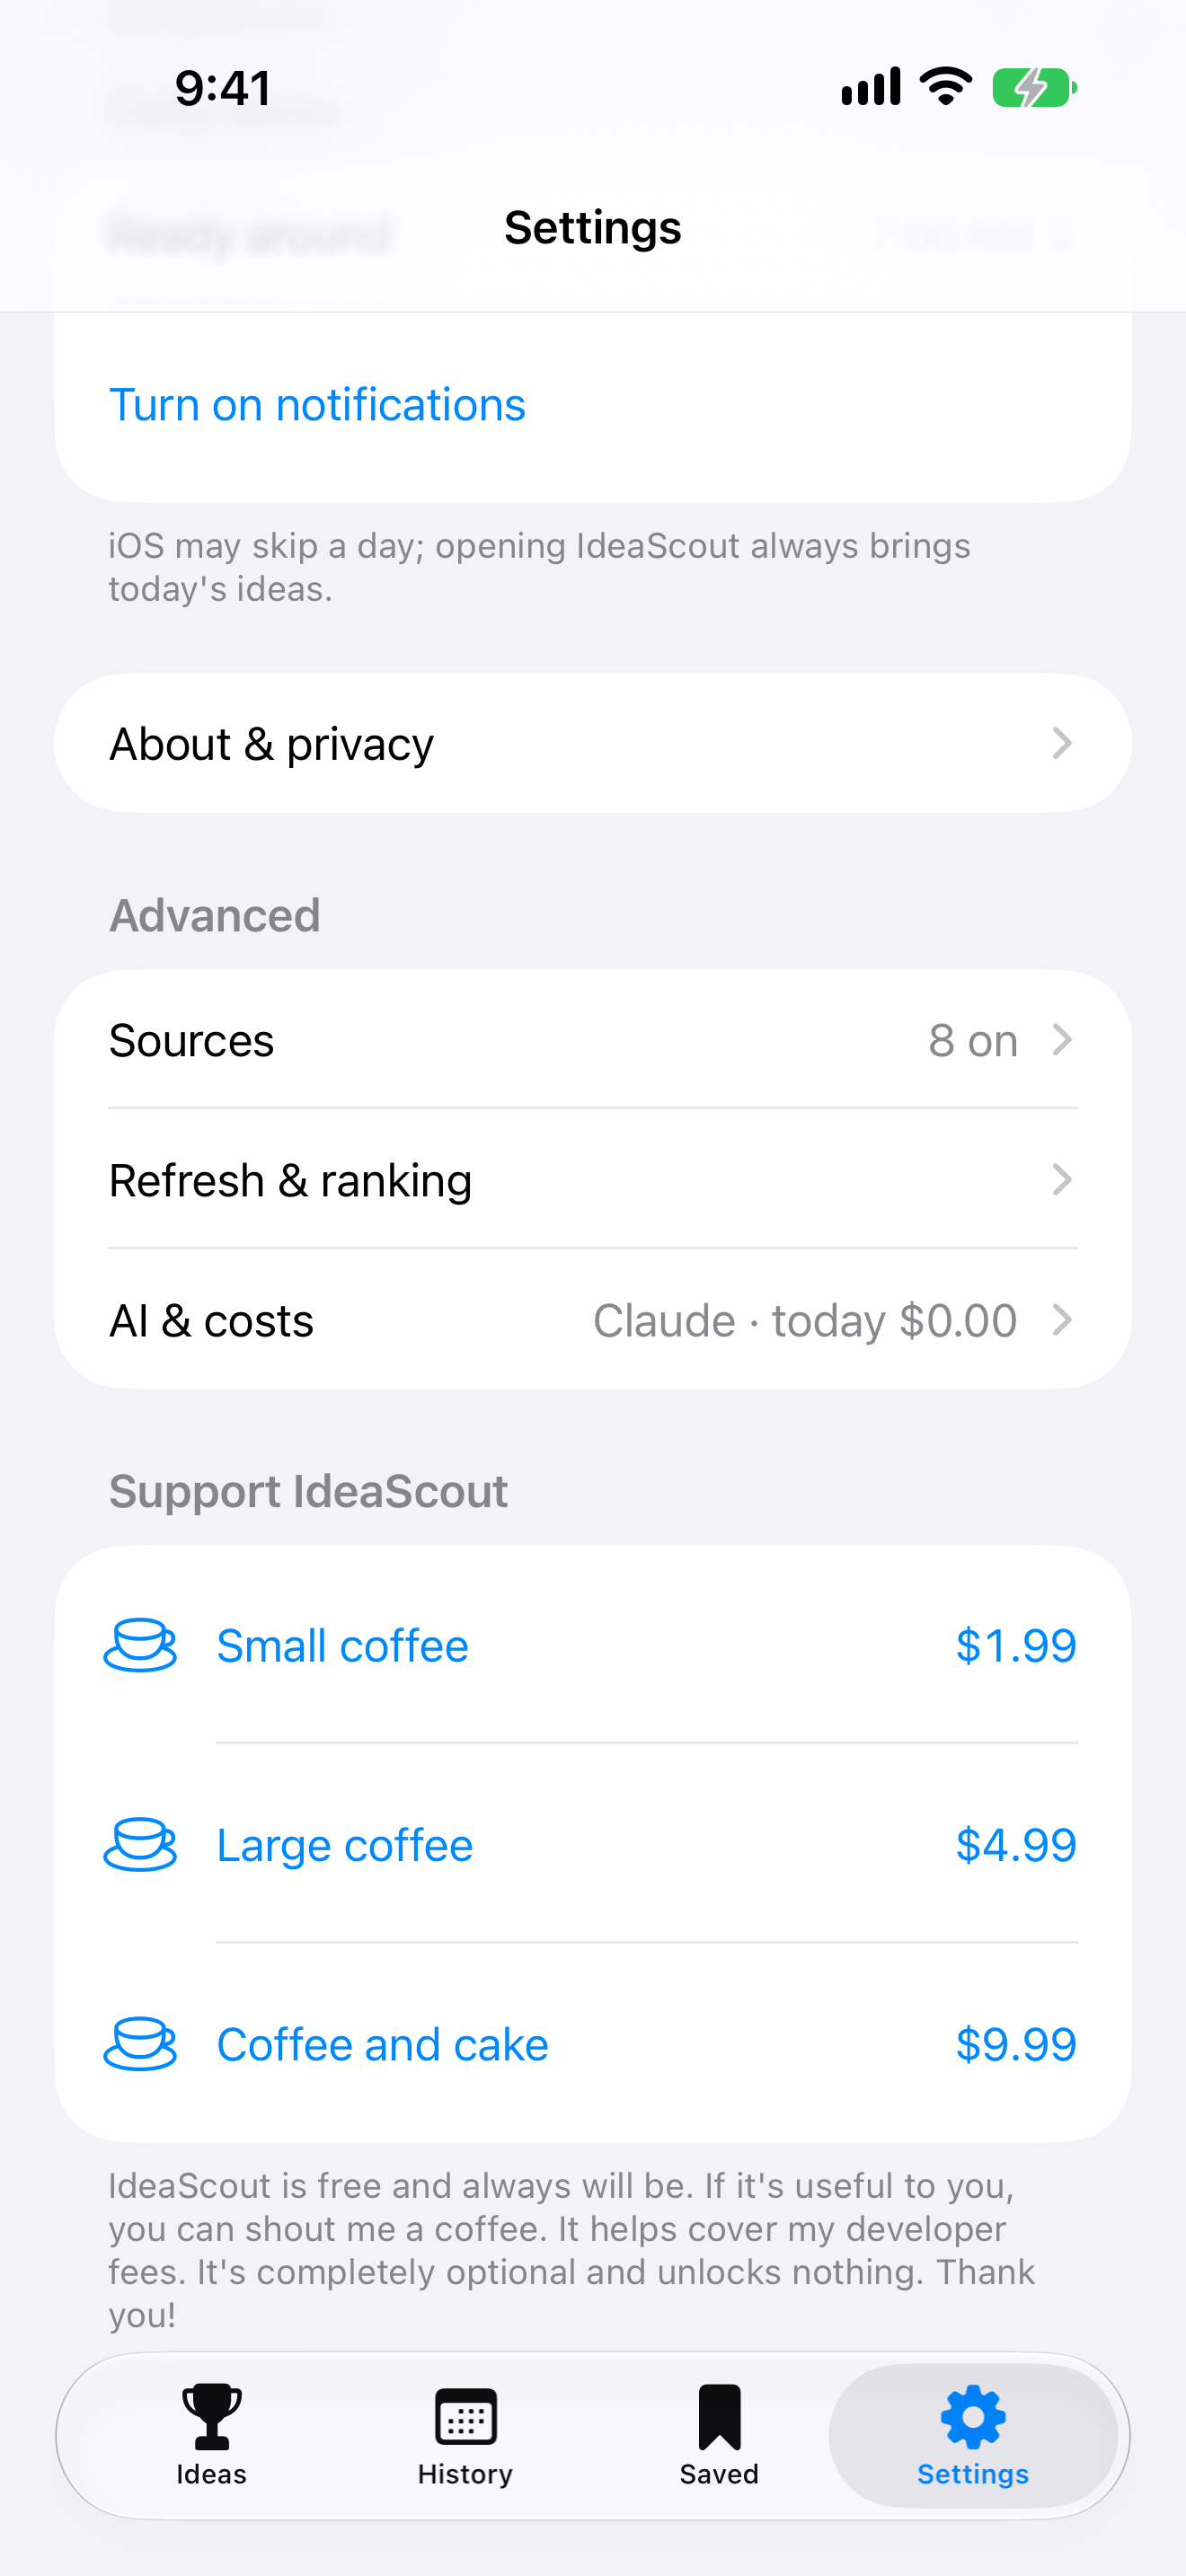 9:41
Settings
Ready around
Turn on notifications
iOS may skip a day; opening IdeaScout always brings
today's ideas.
About & privacy
Advanced
Sources 8 on
Refresh & ranking
AI & costs Claude · today $0.00
Support IdeaScout
Small coffee $1.99
Large coffee $4.99
Coffee and cake $9.99
IdeaScout is free and always will be. If it's useful to you,
you can shout me a coffee. It helps cover my developer
fees. It's completely optional and unlocks nothing. Thank
you!
Ideas History Saved Settings